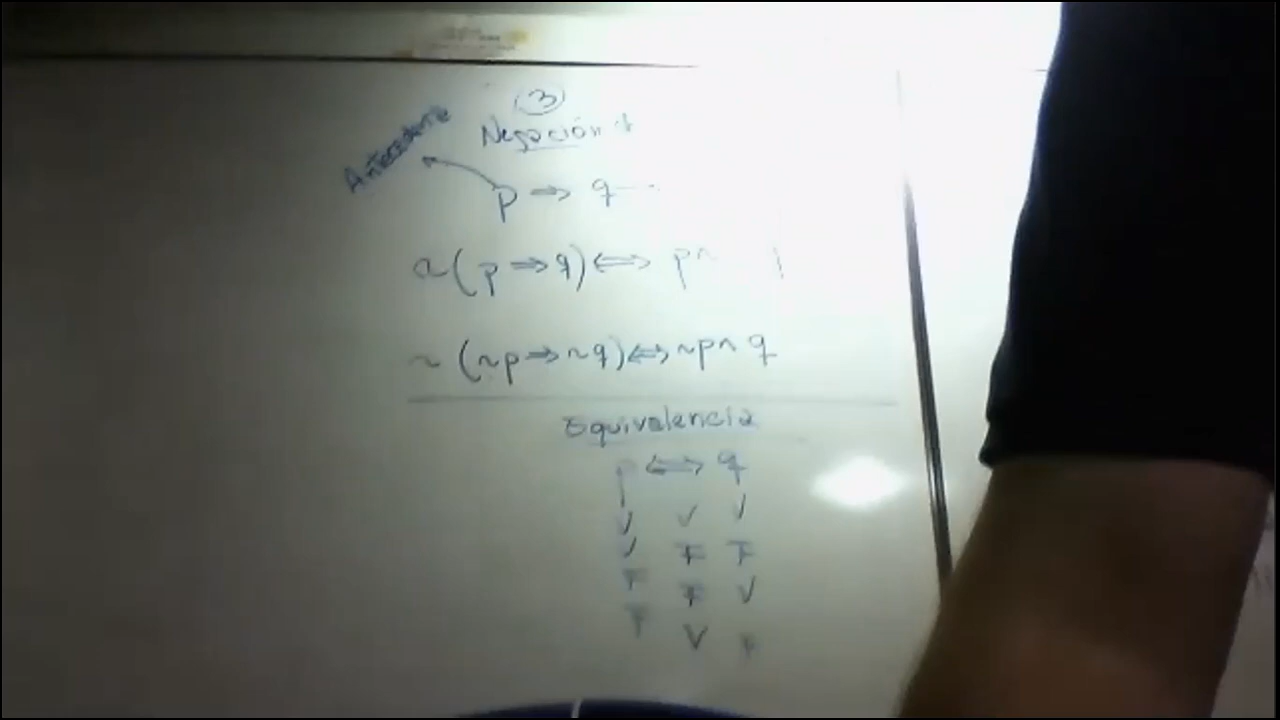 ③
Negación
Antecedente
p ⇒ q
~(p ⇒ q) ⇔ p ^
~ (~p ⇒ ~q) ⇔ ~p ^ q
Equivalencia
p ⇔ q
V V V
V F F
F F V
F V F